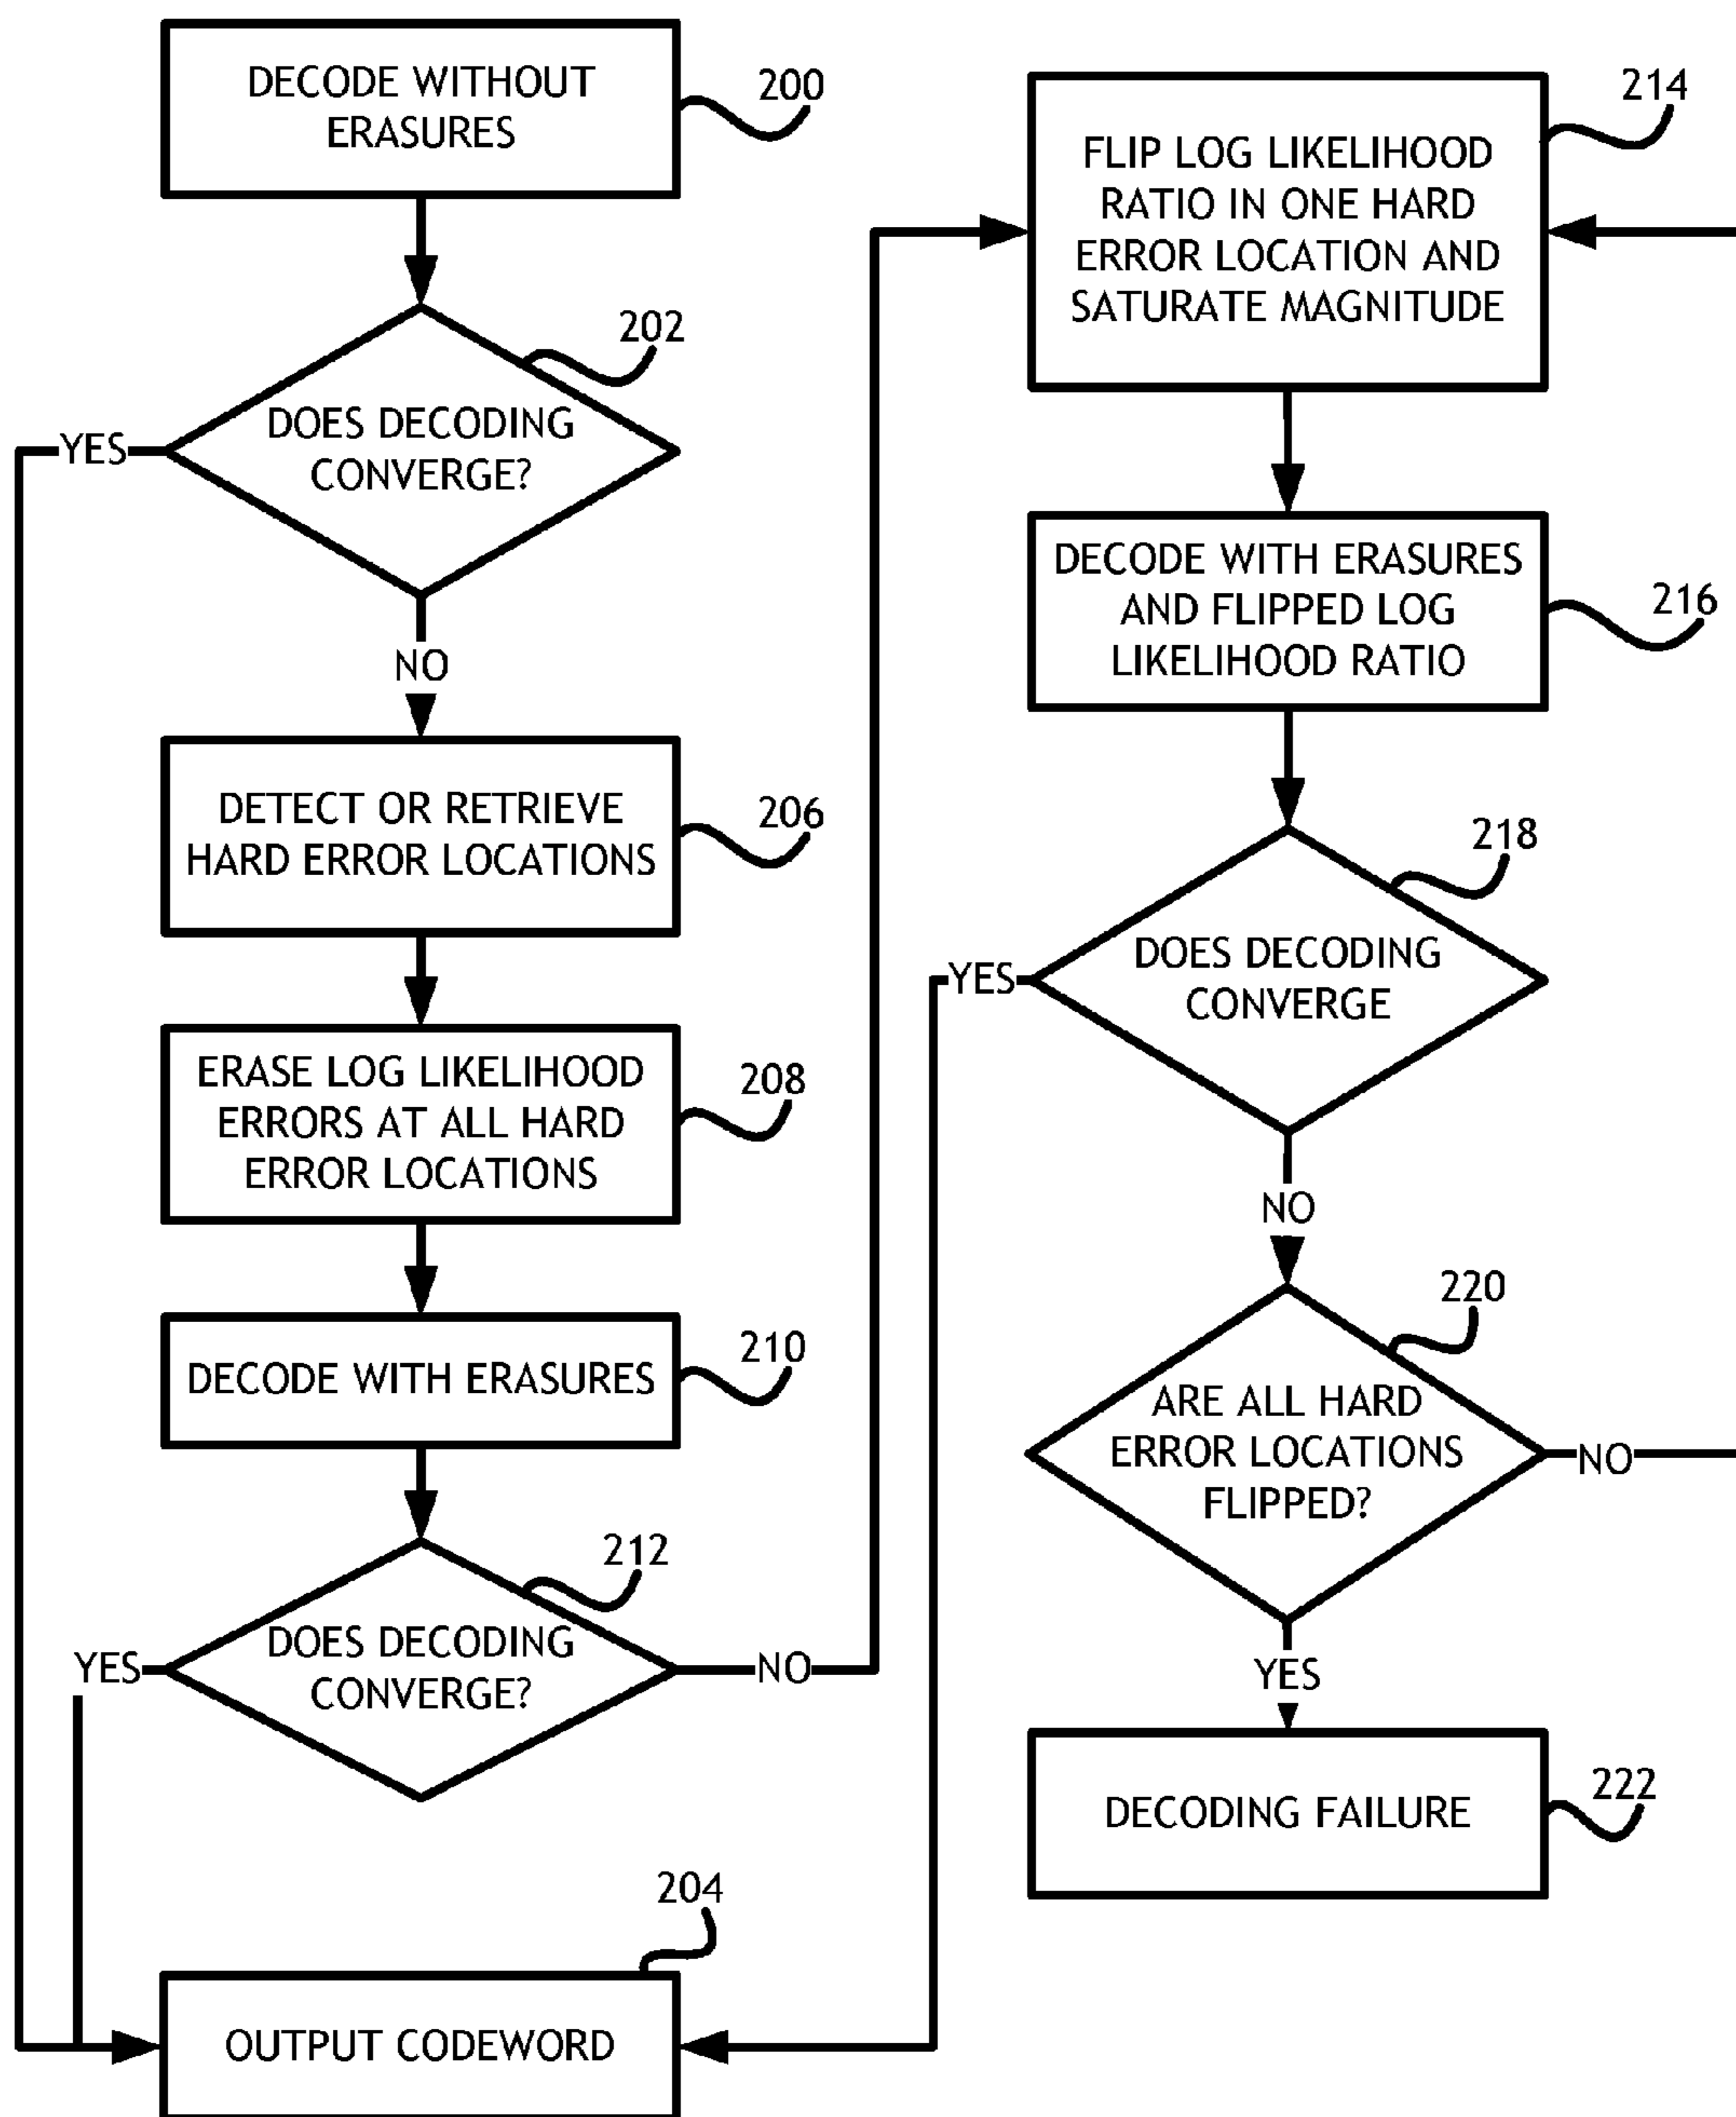 DECODE WITHOUT
ERASURES
200
202
DOES DECODING
CONVERGE?
YES
NO
DETECT OR RETRIEVE
HARD ERROR LOCATIONS
206
ERASE LOG LIKELIHOOD
ERRORS AT ALL HARD
ERROR LOCATIONS
208
DECODE WITH ERASURES
210
212
DOES DECODING
CONVERGE?
YES
NO
204
OUTPUT CODEWORD
214
FLIP LOG LIKELIHOOD
RATIO IN ONE HARD
ERROR LOCATION AND
SATURATE MAGNITUDE
DECODE WITH ERASURES
AND FLIPPED LOG
LIKELIHOOD RATIO
216
218
DOES DECODING
CONVERGE
YES
NO
220
ARE ALL HARD
ERROR LOCATIONS
FLIPPED?
NO
YES
DECODING FAILURE
222